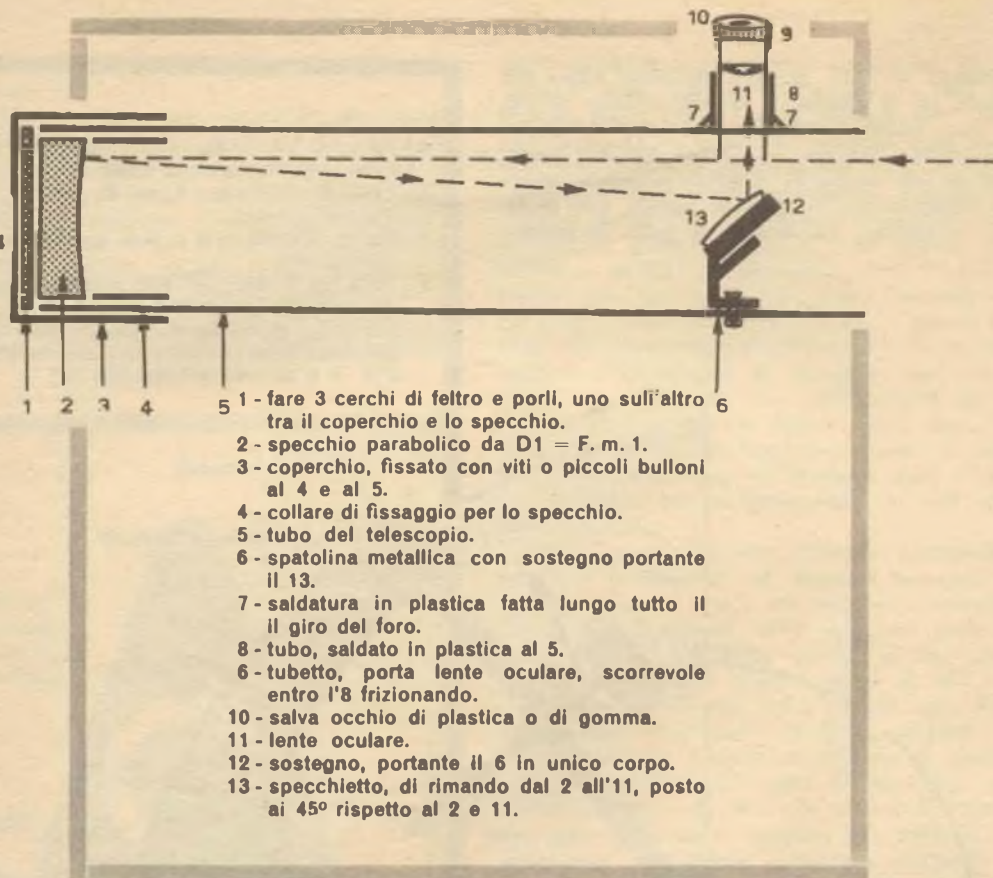 10
9
7
11
8
7
13
12
1 2 3 4 5 6
1 - fare 3 cerchi di feltro e porli, uno sull'altro
tra il coperchio e lo specchio.
2 - specchio parabolico da D1 = F. m. 1.
3 - coperchio, fissato con viti o piccoli bulloni
al 4 e al 5.
4 - collare di fissaggio per lo specchio.
5 - tubo del telescopio.
6 - spatolina metallica con sostegno portante
il 13.
7 - saldatura in plastica fatta lungo tutto il
il giro del foro.
8 - tubo, saldato in plastica al 5.
6 - tubetto, porta lente oculare, scorrevole
entro l'8 frizionando.
10 - salva occhio di plastica o di gomma.
11 - lente oculare.
12 - sostegno, portante il 6 in unico corpo.
13 - specchietto, di rimando dal 2 all'11, posto
ai 45º rispetto al 2 e 11.